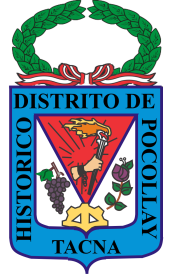 DISTRITO DE
HISTORICO
POCOLLAY
TACNA